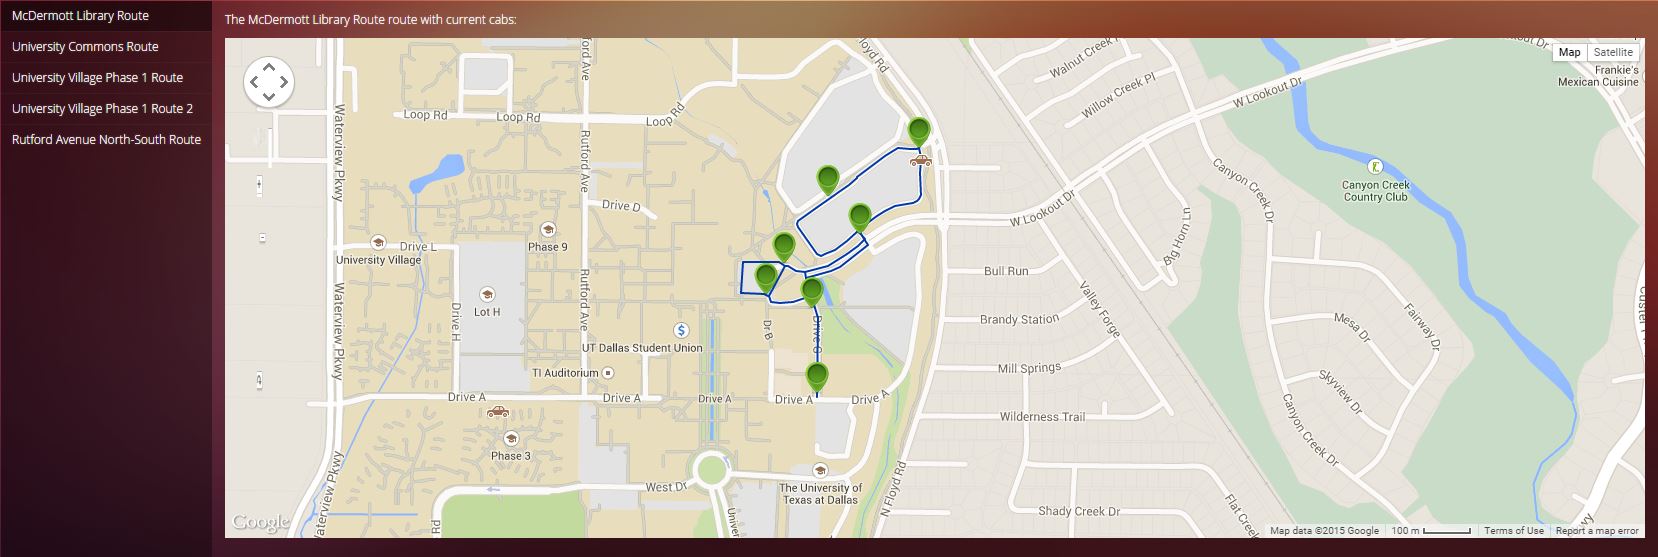 McDermott Library Route
University Commons Route
University Village Phase 1 Route
University Village Phase 1 Route 2
Rutford Avenue North-South Route
The McDermott Library Route route with current cabs:
Map
Satellite
Frankie's
Mexican Cuisine
Walnut Creek
Willow Creek Pl
W Lookout Dr
Floyd Rd
Loop Rd
Loop Rd
Loop Rd
Waterview Pkwy
Rutford Ave
Canyon Creek
Country Club
Canyon Creek Dr
W Lookout Dr
Big Horn Ln
Drive D
Phase 9
Drive L
University Village
Bull Run
Valley Forge
Waterview Pkwy
Rutford Ave
Lot H
Drive H
Dr B
Drive C
Brandy Station
Fairway Dr
Mesa Dr
UT Dallas Student Union
TI Auditorium
Mill Springs
Skyview Dr
Drive A
Drive A
Drive A
Drive A
Drive A
Wilderness Trail
Canyon Creek Dr
Phase 3
Waterview Pkwy
The University of
Texas at Dallas
West Dr
N Floyd Rd
Shady Creek Dr
Flat Creek
Rd
Univer
Google
Map data ©2015 Google
100 m
Terms of Use
Report a map error